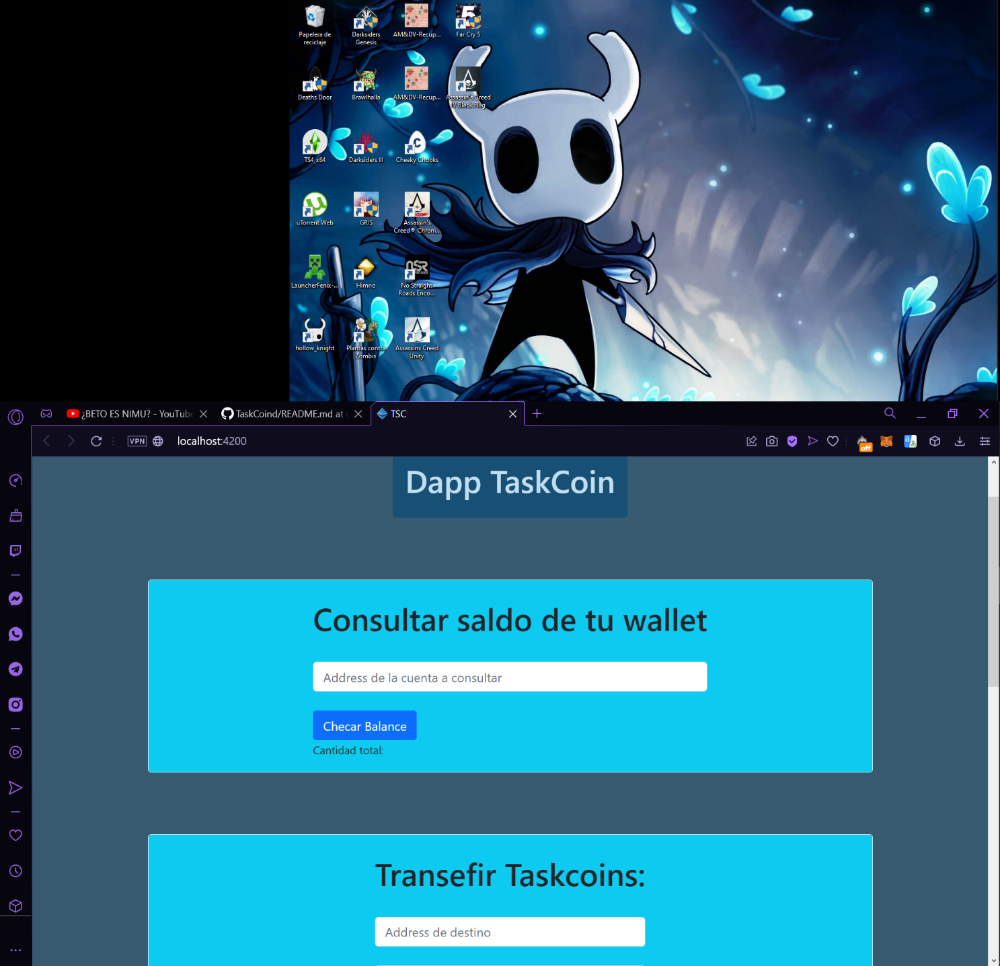 Papelera de
reciclaje
Darksiders
Genesis
AM&DV-Recup...
Far Cry 5
Deaths Door
Brawlhalla
AM&DV-Recup...
Assassin's Creed
IV Black Flag
TS4_x64
Darksiders III
Cheeky Chooks
uTorrent Web
GRIS
Assassin's
Creed® Chroni...
LauncherFenix-...
Himno
No Straight
Roads Enco...
hollow_knight
Plantas contra
Zombis
Assassins Creed
Unity
¿BETO ES NIMU? - YouTube
TaskCoind/README.md at
TSC
VPN
localhost:4200
off
Dapp TaskCoin
Consultar saldo de tu wallet
Address de la cuenta a consultar
Checar Balance
Cantidad total:
Transefir Taskcoins:
Address de destino